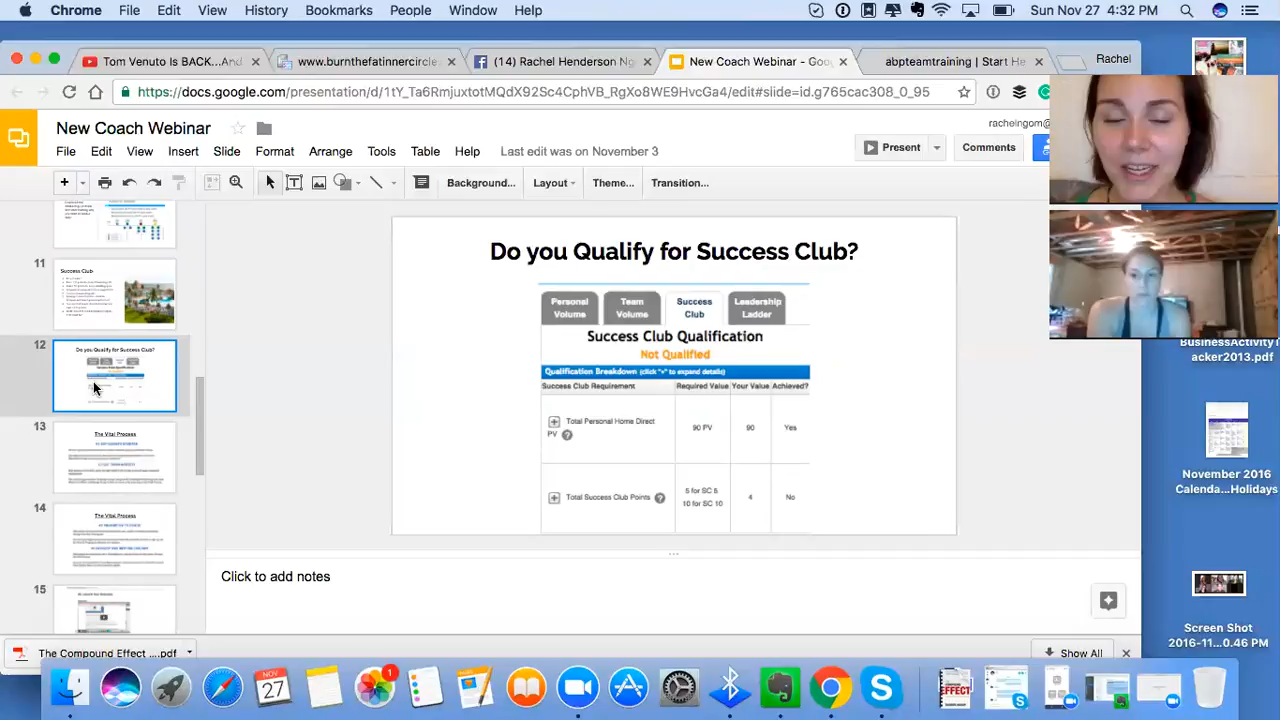 Chrome File Edit View History Bookmarks People Window Help Sun Nov 27 4:32 PM
Tom Venuto Is BACK...And
www.burnthefatinnercircle.
Rachel Henderson Ng
New Coach Webinar - Goo
abpteamtraining | Start He
Rachel
https://docs.google.com/presentation/d/1tY_Ta6RmjuxtotMQdX92Sc4CphVB_RgXo8WE9HvcGa4/edit#slide=id.g765cac308_0_95
racheingom
New Coach Webinar
File Edit View Insert Slide Format Arrange Tools Table Help Last edit was on November 3
Present
Comments
Background... Layout Theme... Transition...
11
Success Club
12
Do you Qualify for Success Club?
13
The Vital Process
14
The Vital Process
15
Do you Qualify for Success Club?
Personal Volume
Team Volume
Success Club
Leadership Ladder
Success Club Qualification
Not Qualified
Qualification Breakdown (click "+" to expand details)
Success Club Requirement Required Value Your Value Achieved?
Total Personal Home Direct
PV ? 90 PV 90 Yes
Total Success Club Points ? 5 for SC 5 4 No
10 for SC 10
Click to add notes
BusinessActivityTr
acker2013.pdf
November 2016
Calenda...Holidays
Screen Shot
2016-11...0.46 PM
The Compound Effect ....pdf
Show All
NOV
27
1
EFFECT